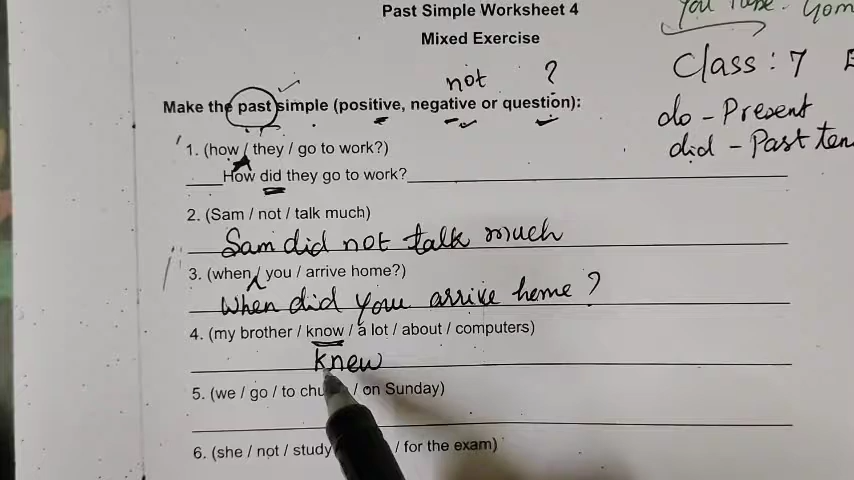 Past Simple Worksheet 4
Mixed Exercise
You Tube.
Class : 7
not ?
Make the past simple (positive, negative or question):
do - Present
did - Past ten
1. (how / they / go to work?)
How did they go to work?
2. (Sam / not / talk much)
Sam did not talk much
3. (when / you / arrive home?)
When did you arrive home ?
4. (my brother / know / a lot / about / computers)
knew
5. (we / go / to chu / on Sunday)
6. (she / not / study / for the exam)